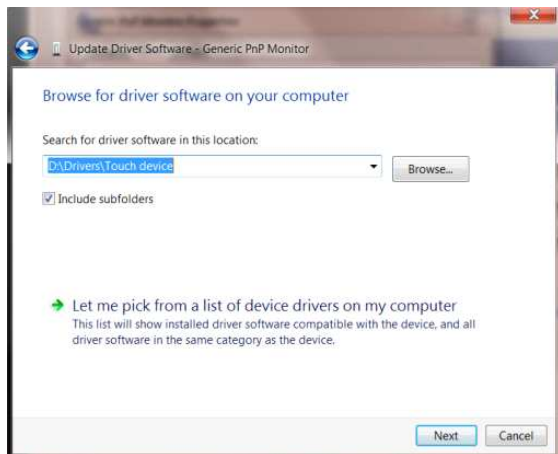 Update Driver Software - Generic PnP Monitor
Browse for driver software on your computer
Search for driver software in this location:
D:\Drivers\Touch device
Browse...
Include subfolders
Let me pick from a list of device drivers on my computer
This list will show installed driver software compatible with the device, and all
driver software in the same category as the device.
Next
Cancel